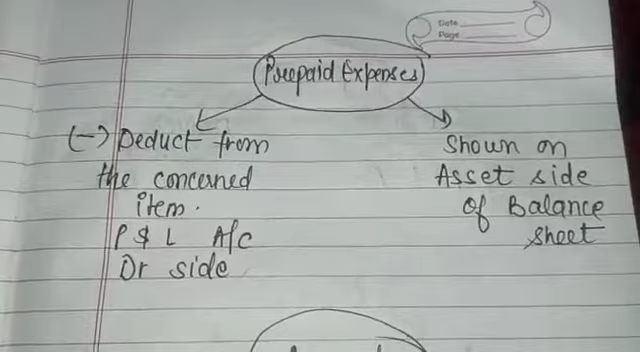 Date
Page
Prepaid Expenses
(-) Deduct from
the concerned
item.
P & L A/c
Dr side
Shown on
Asset side
of Balance
sheet